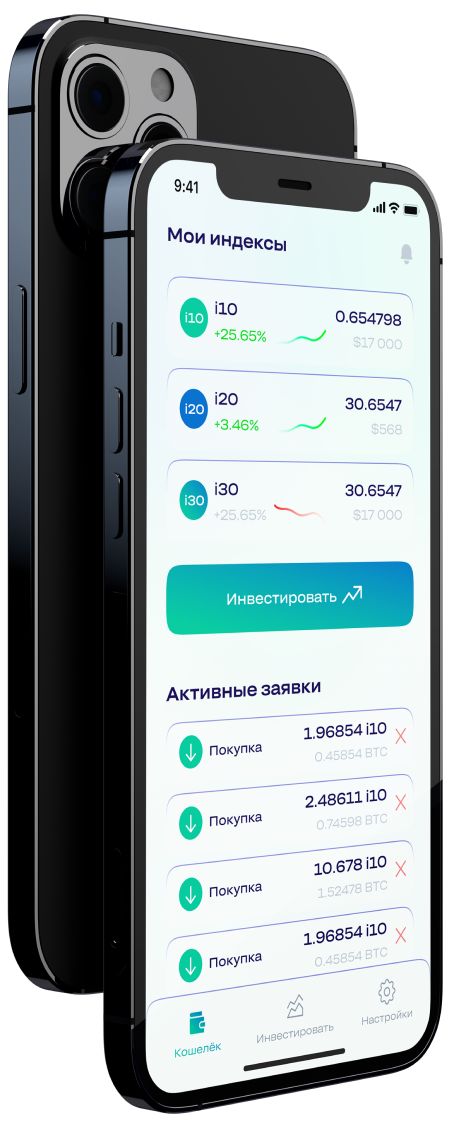 9:41
Мои индексы
i10 i10 0.654798
+25.65% $17 000
i20 i20 30.6547
+3.46% $568
i30 i30 30.6547
+25.65% $17 000
Инвестировать
Активные заявки
Покупка 1.96854 i10
0.45854 BTC
Покупка 2.48611 i10
0.74598 BTC
Покупка 10.678 i10
1.52478 BTC
Покупка 1.96854 i10
0.45854 BTC
Кошелёк Инвестировать Настройки